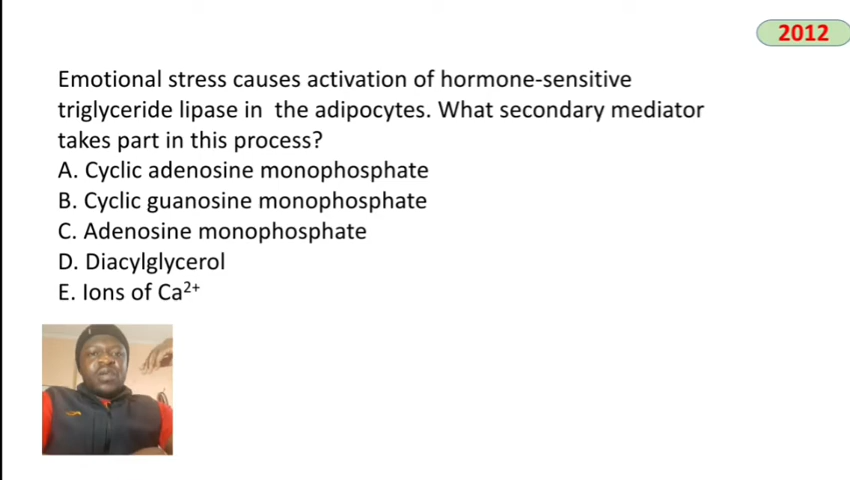 2012
Emotional stress causes activation of hormone-sensitive
triglyceride lipase in the adipocytes. What secondary mediator
takes part in this process?
A. Cyclic adenosine monophosphate
B. Cyclic guanosine monophosphate
C. Adenosine monophosphate
D. Diacylglycerol
E. Ions of Ca²⁺